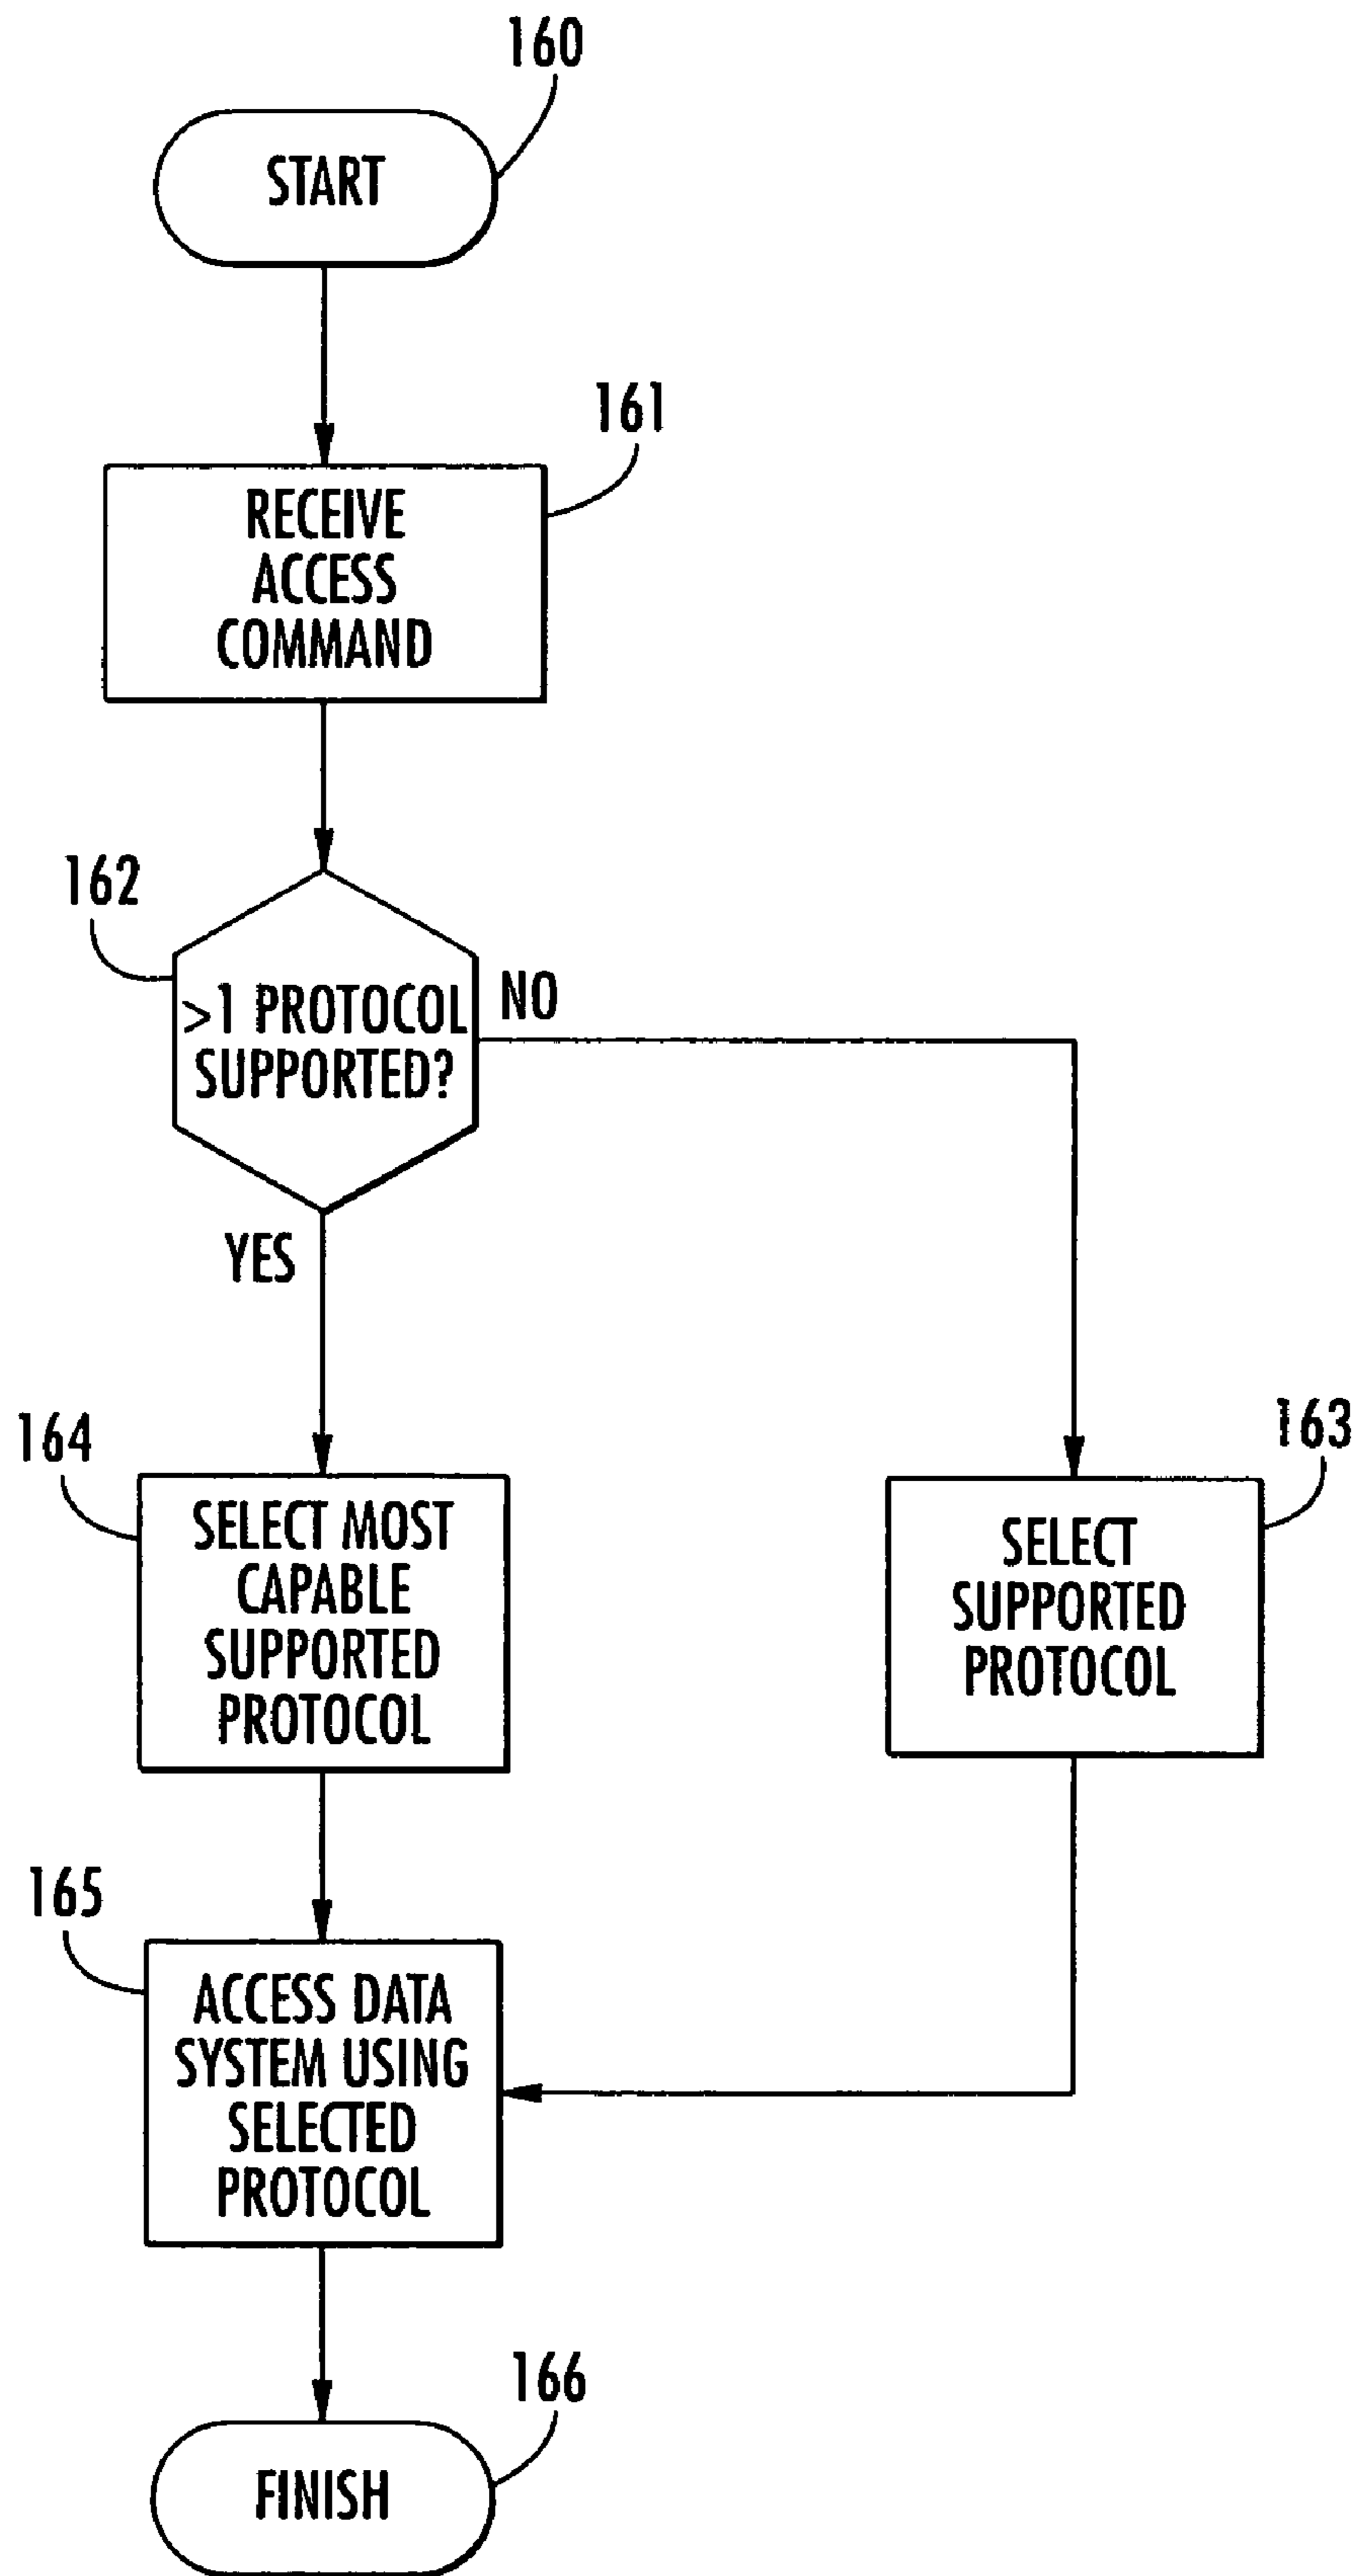 160
START
161
RECEIVE
ACCESS
COMMAND
162
>1 PROTOCOL
SUPPORTED?
NO
YES
164
SELECT MOST
CAPABLE
SUPPORTED
PROTOCOL
163
SELECT
SUPPORTED
PROTOCOL
165
ACCESS DATA
SYSTEM USING
SELECTED
PROTOCOL
166
FINISH